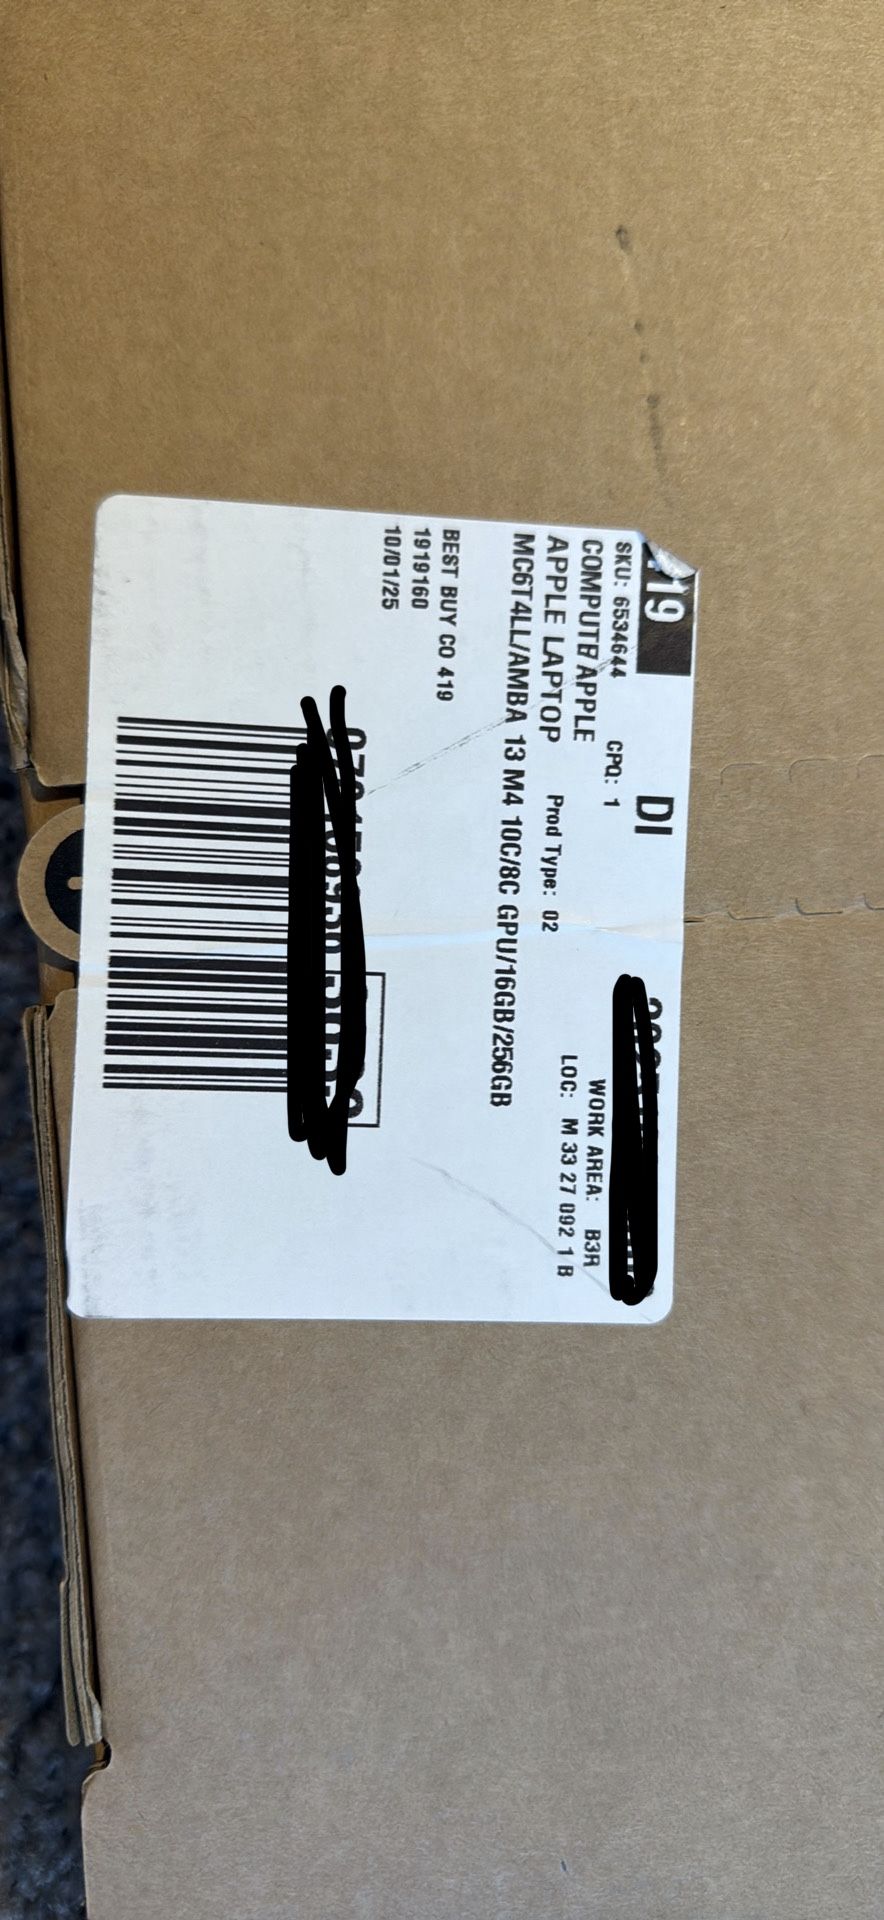 419 DI
SKU: 6534644 CPQ: 1
COMPUTE/APPLE WORK AREA: B3R
APPLE LAPTOP Prod Type: 02 LOC: M 33 27 092 1 B
MC6T4LL/AMBA 13 M4 10C/8C GPU/16GB/256GB
BEST BUY CO 419
1919160
10/01/25